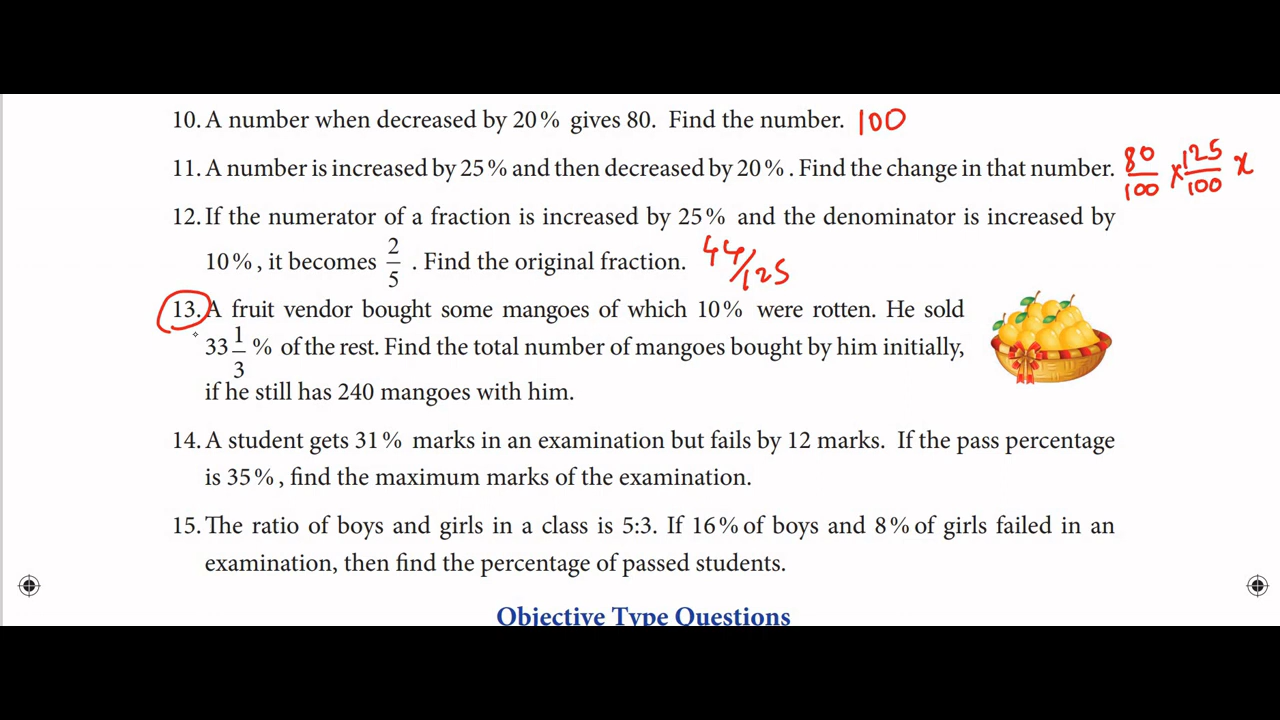 10. A number when decreased by 20% gives 80. Find the number. 100
11. A number is increased by 25% and then decreased by 20%. Find the change in that number. 80/100 × 125/100 x
12. If the numerator of a fraction is increased by 25% and the denominator is increased by
10%, it becomes 2/5 . Find the original fraction. 44/125
13. A fruit vendor bought some mangoes of which 10% were rotten. He sold
33 1/3 % of the rest. Find the total number of mangoes bought by him initially,
if he still has 240 mangoes with him.
14. A student gets 31% marks in an examination but fails by 12 marks. If the pass percentage
is 35%, find the maximum marks of the examination.
15. The ratio of boys and girls in a class is 5:3. If 16% of boys and 8% of girls failed in an
examination, then find the percentage of passed students.
Objective Type Questions